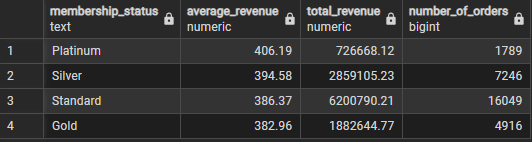 membership_status average_revenue total_revenue number_of_orders
text numeric numeric bigint
1 Platinum 406.19 726668.12 1789
2 Silver 394.58 2859105.23 7246
3 Standard 386.37 6200790.21 16049
4 Gold 382.96 1882644.77 4916